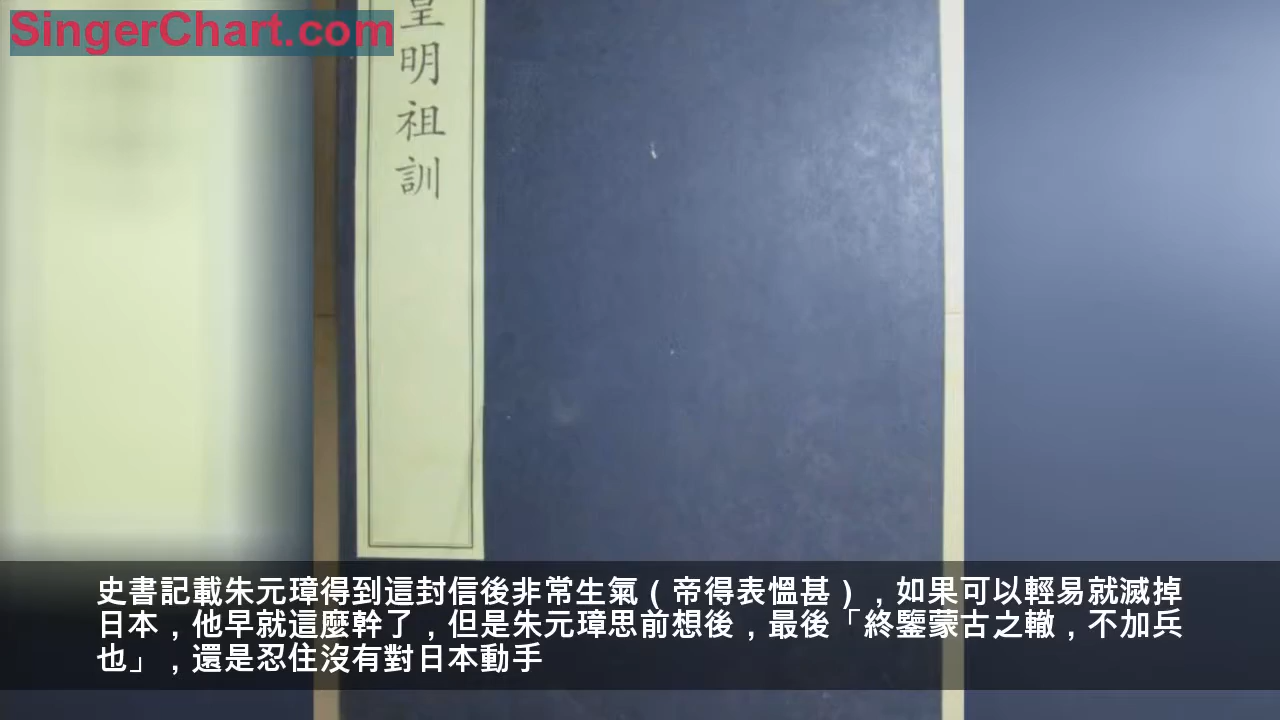 SingerChart.com
皇明祖訓
史書記載朱元璋得到這封信後非常生氣（帝得表慍甚），如果可以輕易就滅掉
日本，他早就這麼幹了，但是朱元璋思前想後，最後「終鑒蒙古之轍，不加兵
也」，還是忍住沒有對日本動手